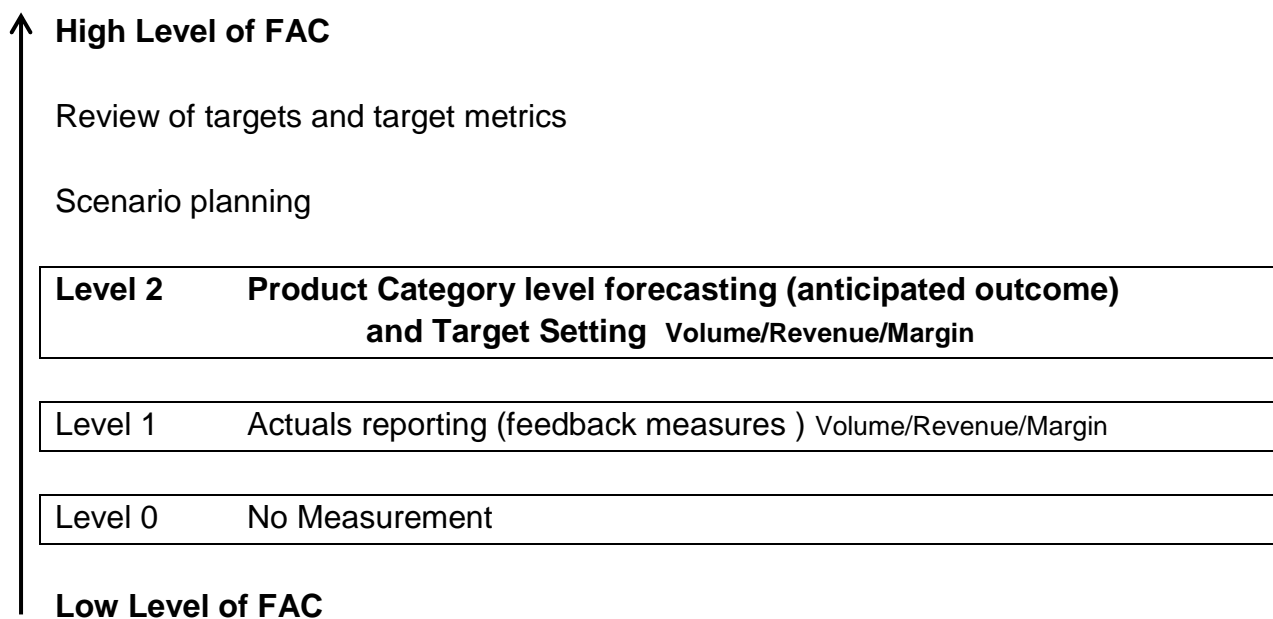 High Level of FAC
Review of targets and target metrics
Scenario planning
Level 2 Product Category level forecasting (anticipated outcome)
and Target Setting Volume/Revenue/Margin
Level 1 Actuals reporting (feedback measures ) Volume/Revenue/Margin
Level 0 No Measurement
Low Level of FAC